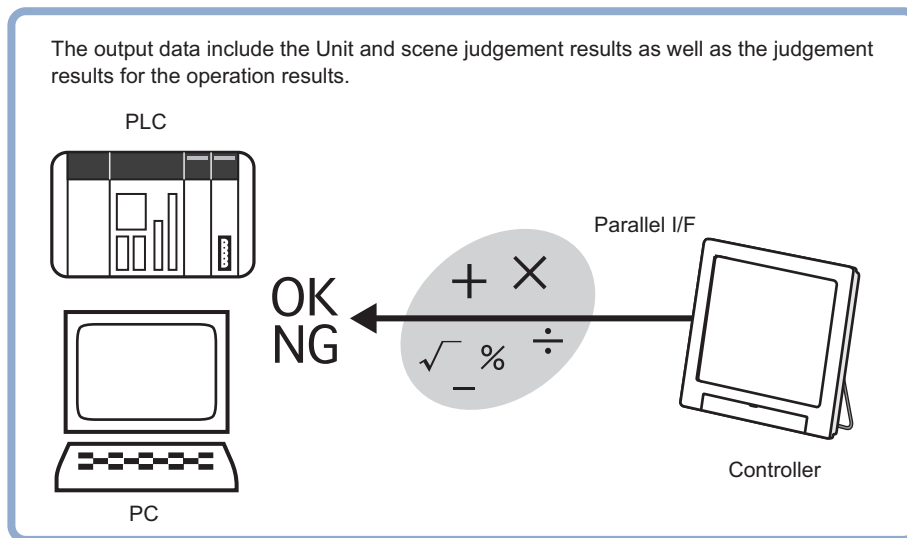 The output data include the Unit and scene judgement results as well as the judgement
results for the operation results.
PLC
Parallel I/F
+ ×
OK
NG
÷
√ %
−
Controller
PC